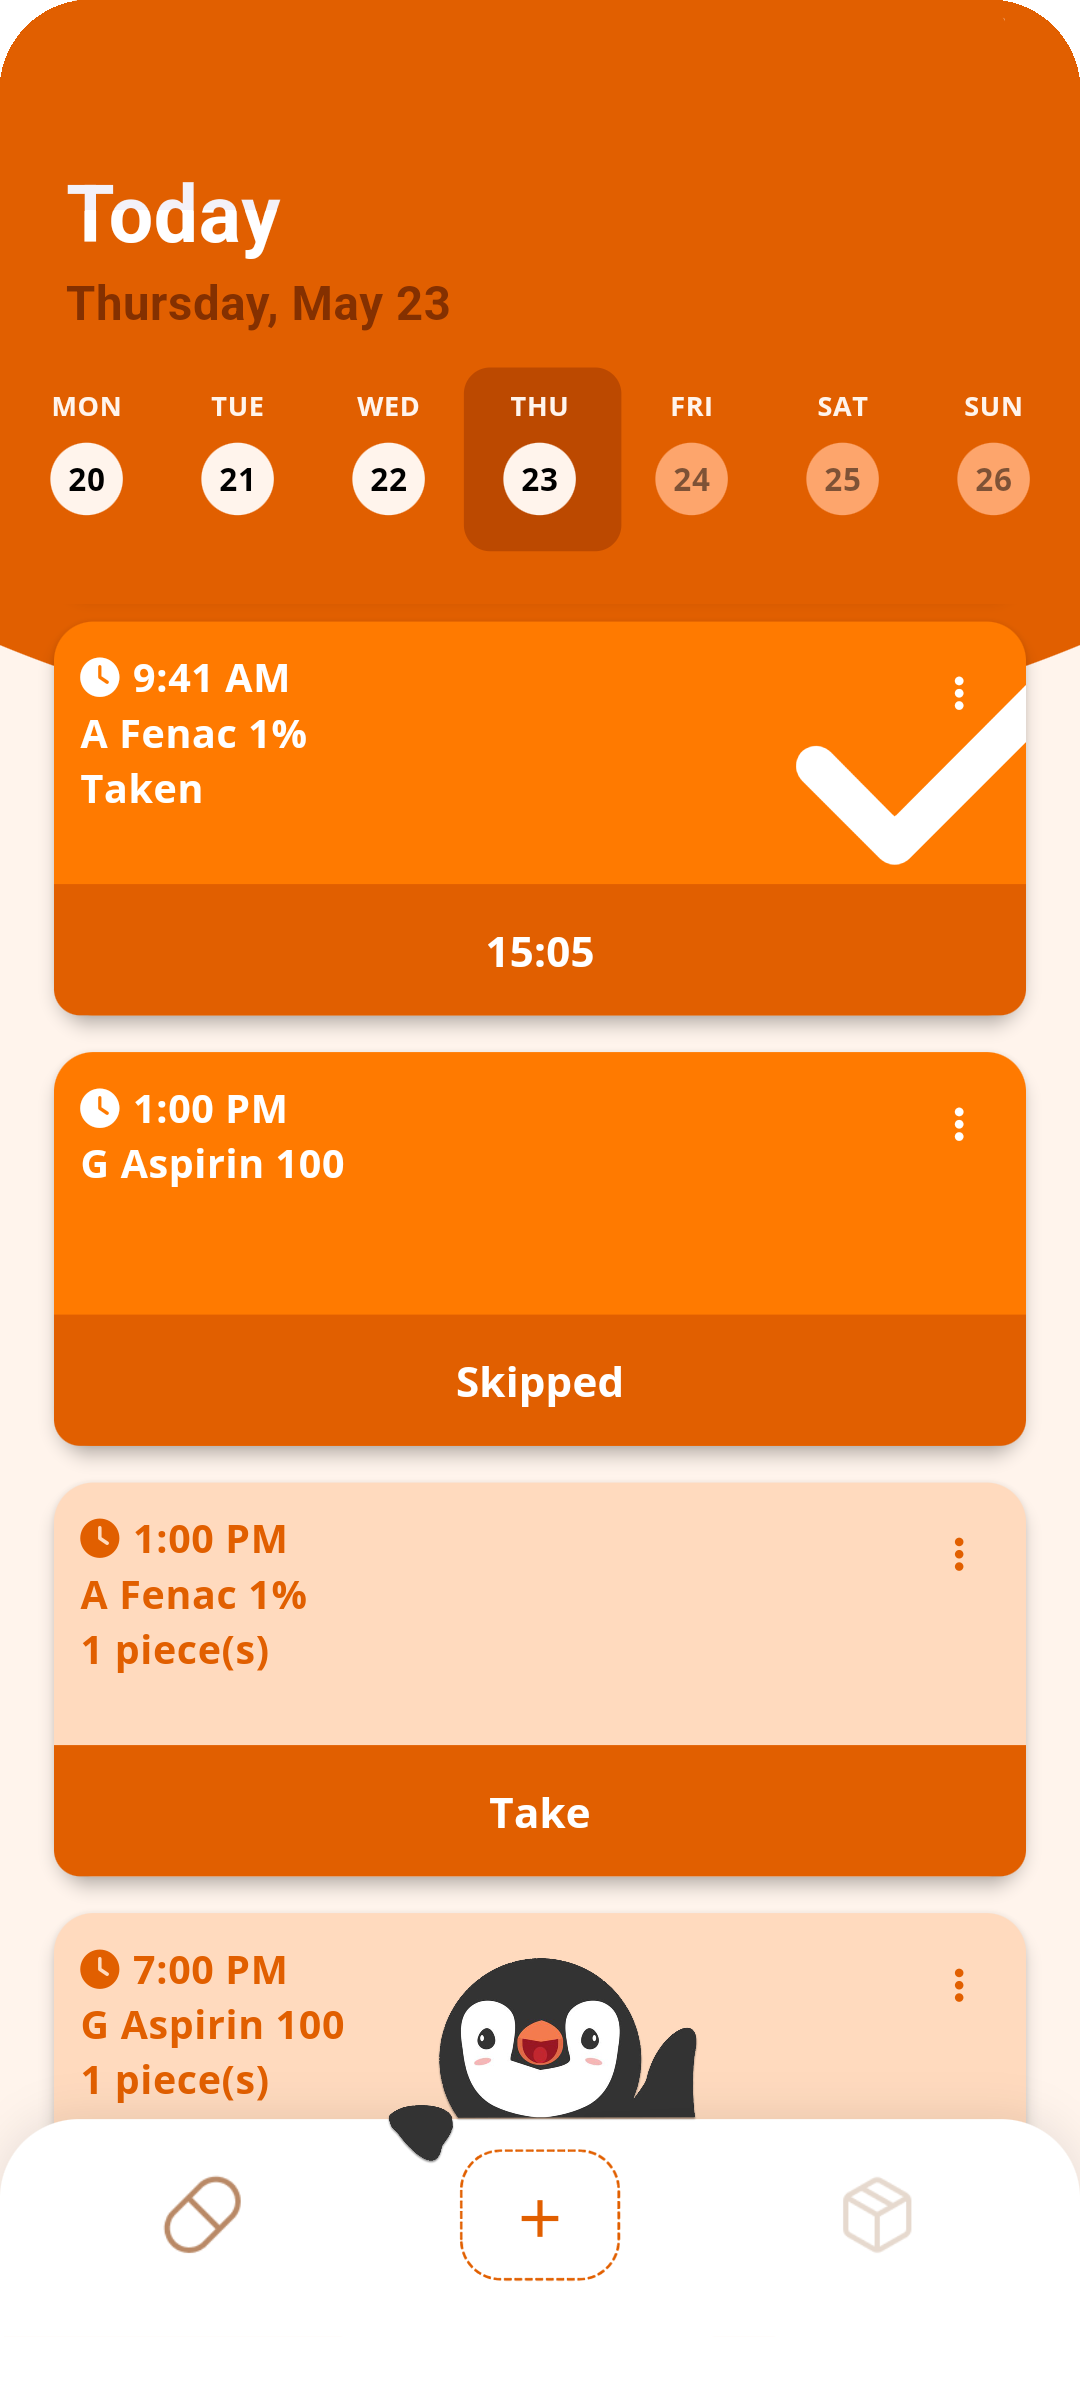 Today
Thursday, May 23
MON TUE WED THU FRI SAT SUN
20 21 22 23 24 25 26
9:41 AM
A Fenac 1%
Taken
15:05
1:00 PM
G Aspirin 100
Skipped
1:00 PM
A Fenac 1%
1 piece(s)
Take
7:00 PM
G Aspirin 100
1 piece(s)